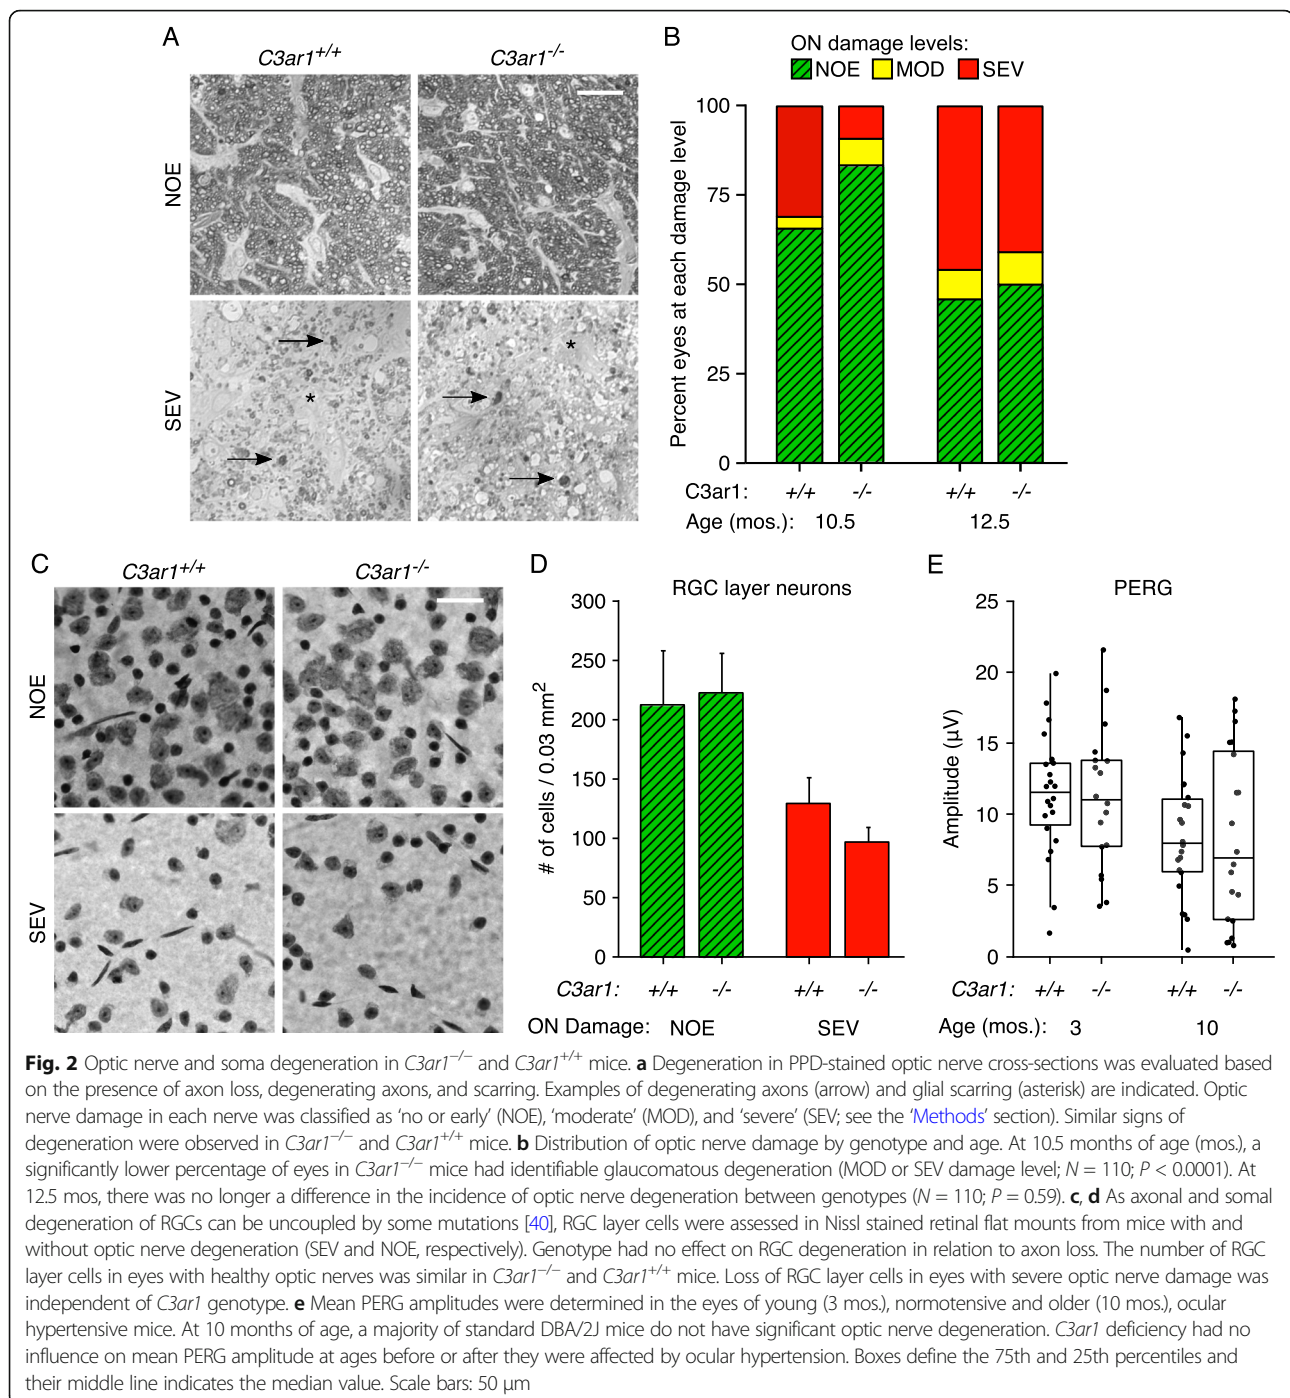 A
C3ar1+/+
C3ar1-/-
NOE
SEV
*
*
B
ON damage levels:
NOE MOD SEV
Percent eyes at each damage level
100
75
50
25
0
C3ar1: +/+ -/- +/+ -/-
Age (mos.): 10.5 12.5
C
C3ar1+/+
C3ar1-/-
NOE
SEV
D
RGC layer neurons
# of cells / 0.03 mm2
300
250
200
150
100
50
0
C3ar1: +/+ -/- +/+ -/-
ON Damage: NOE SEV
E
PERG
Amplitude (µV)
25
20
15
10
5
0
C3ar1: +/+ -/- +/+ -/-
Age (mos.): 3 10
Fig. 2 Optic nerve and soma degeneration in C3ar1−/− and C3ar1+/+ mice. a Degeneration in PPD-stained optic nerve cross-sections was evaluated based
on the presence of axon loss, degenerating axons, and scarring. Examples of degenerating axons (arrow) and glial scarring (asterisk) are indicated. Optic
nerve damage in each nerve was classified as ‘no or early’ (NOE), ‘moderate’ (MOD), and ‘severe’ (SEV; see the ‘Methods’ section). Similar signs of
degeneration were observed in C3ar1−/− and C3ar1+/+ mice. b Distribution of optic nerve damage by genotype and age. At 10.5 months of age (mos.), a
significantly lower percentage of eyes in C3ar1−/− mice had identifiable glaucomatous degeneration (MOD or SEV damage level; N = 110; P < 0.0001). At
12.5 mos, there was no longer a difference in the incidence of optic nerve degeneration between genotypes (N = 110; P = 0.59). c, d As axonal and somal
degeneration of RGCs can be uncoupled by some mutations [40], RGC layer cells were assessed in Nissl stained retinal flat mounts from mice with and
without optic nerve degeneration (SEV and NOE, respectively). Genotype had no effect on RGC degeneration in relation to axon loss. The number of RGC
layer cells in eyes with healthy optic nerves was similar in C3ar1−/− and C3ar1+/+ mice. Loss of RGC layer cells in eyes with severe optic nerve damage was
independent of C3ar1 genotype. e Mean PERG amplitudes were determined in the eyes of young (3 mos.), normotensive and older (10 mos.), ocular
hypertensive mice. At 10 months of age, a majority of standard DBA/2J mice do not have significant optic nerve degeneration. C3ar1 deficiency had no
influence on mean PERG amplitude at ages before or after they were affected by ocular hypertension. Boxes define the 75th and 25th percentiles and
their middle line indicates the median value. Scale bars: 50 μm